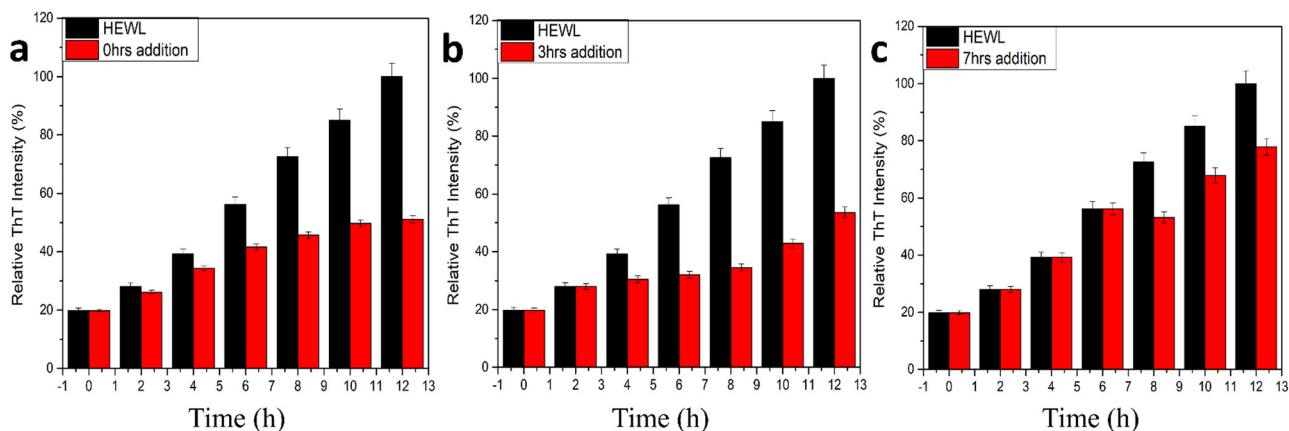 a
HEWL
0hrs addition
Relative ThT Intensity (%)
120
100
80
60
40
20
0
-1 0 1 2 3 4 5 6 7 8 9 10 11 12 13
Time (h)
b
HEWL
3hrs addition
Relative ThT Intensity (%)
120
100
80
60
40
20
0
-1 0 1 2 3 4 5 6 7 8 9 10 11 12 13
Time (h)
c
HEWL
7hrs addition
Relative ThT Intensity (%)
120
100
80
60
40
20
0
-1 0 1 2 3 4 5 6 7 8 9 10 11 12 13
Time (h)